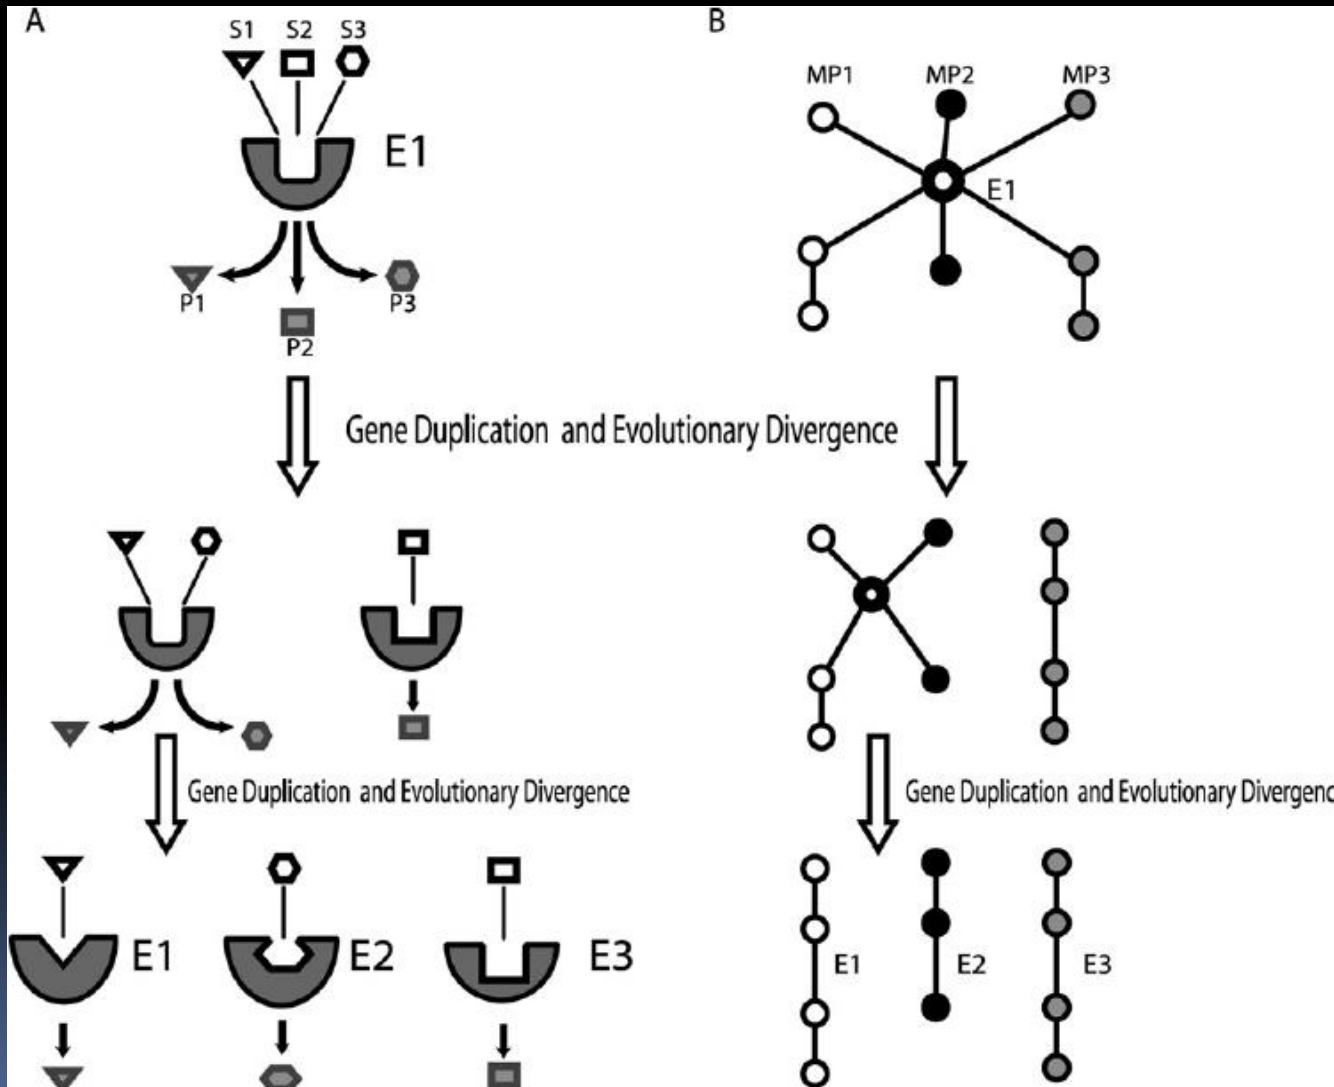 A
B
S1 S2 S3
E1
P1
P2
P3
MP1 MP2 MP3
E1
Gene Duplication and Evolutionary Divergence
Gene Duplication and Evolutionary Divergence
Gene Duplication and Evolutionary Divergenc
E1
E2
E3
E1
E2
E3